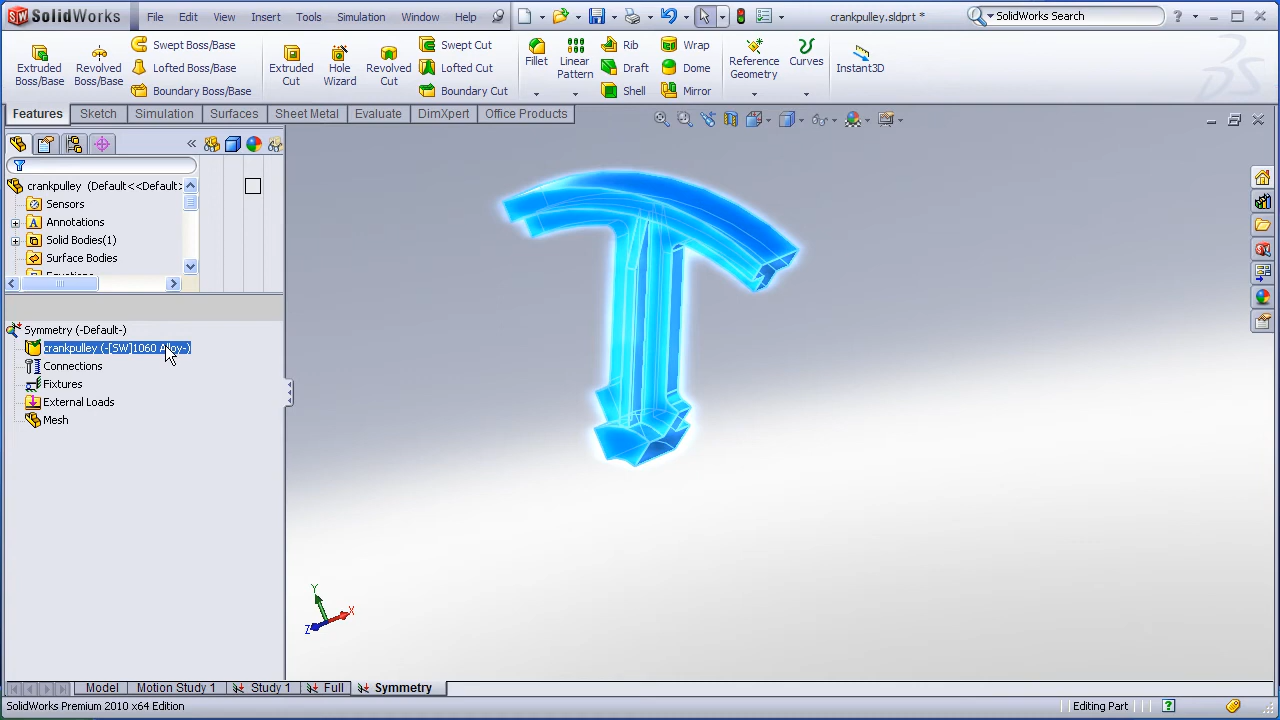 SolidWorks File Edit View Insert Tools Simulation Window Help crankpulley.sldprt * SolidWorks Search
Extruded Boss/Base
Revolved Boss/Base
Swept Boss/Base
Lofted Boss/Base
Boundary Boss/Base
Extruded Cut
Hole Wizard
Revolved Cut
Swept Cut
Lofted Cut
Boundary Cut
Fillet
Linear Pattern
Rib
Draft
Shell
Wrap
Dome
Mirror
Reference Geometry
Curves
Instant3D
Features Sketch Simulation Surfaces Sheet Metal Evaluate DimXpert Office Products
crankpulley (Default<<Default>
Sensors
Annotations
Solid Bodies(1)
Surface Bodies
Symmetry (-Default-)
crankpulley (-[SW]1060 Alloy-)
Connections
Fixtures
External Loads
Mesh
Y
X
Z
Model Motion Study 1 Study 1 Full Symmetry
SolidWorks Premium 2010 x64 Edition Editing Part